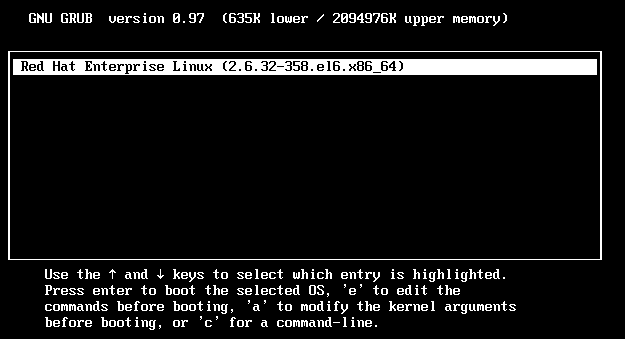 GNU GRUB  version 0.97  (635K lower / 2094976K upper memory)
Red Hat Enterprise Linux (2.6.32-358.el6.x86_64)
Use the ↑ and ↓ keys to select which entry is highlighted.
Press enter to boot the selected OS, 'e' to edit the
commands before booting, 'a' to modify the kernel arguments
before booting, or 'c' for a command-line.